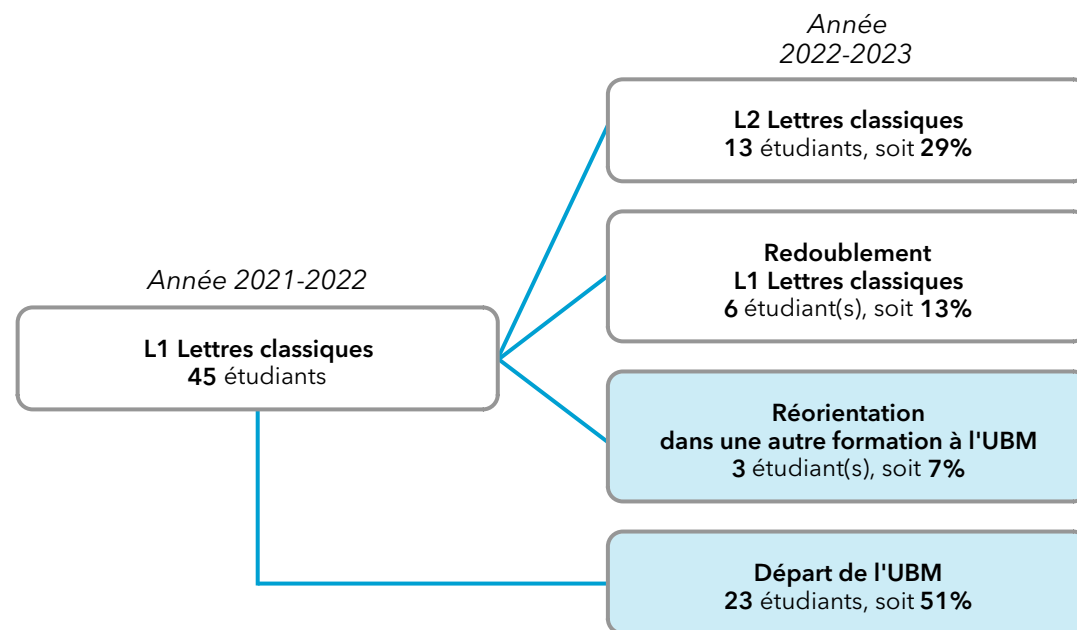 Année
2022-2023
L2 Lettres classiques
13 étudiants, soit 29%
Redoublement
L1 Lettres classiques
6 étudiant(s), soit 13%
Année 2021-2022
L1 Lettres classiques
45 étudiants
Réorientation
dans une autre formation à l'UBM
3 étudiant(s), soit 7%
Départ de l'UBM
23 étudiants, soit 51%